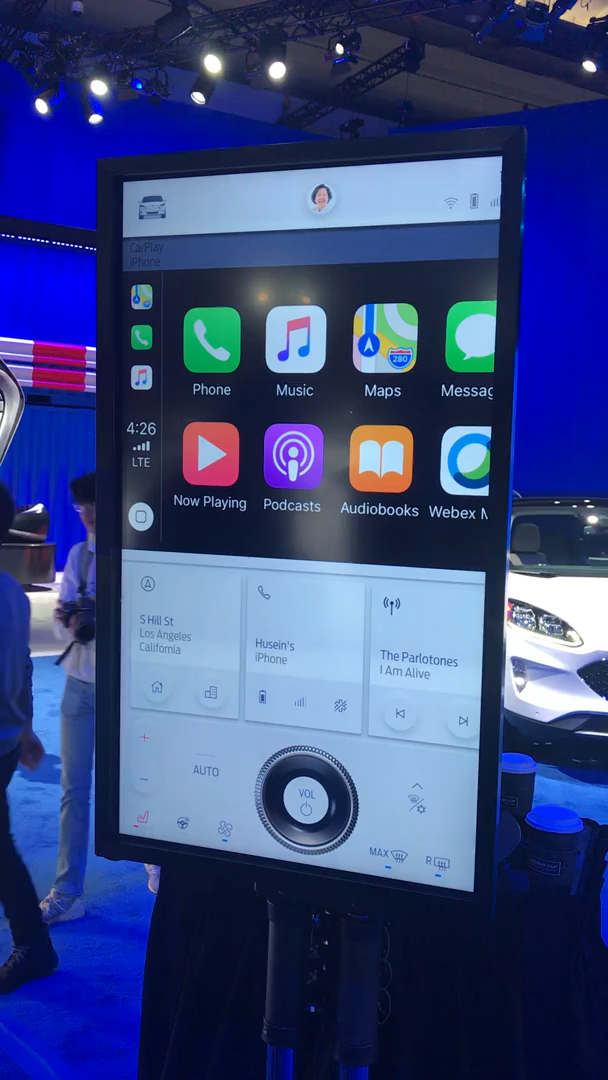 CarPlay
iPhone
280
Phone
Music
Maps
Messag
4:26
LTE
Now Playing
Podcasts
Audiobooks
Webex M
S Hill St
Los Angeles
California
Husein's
iPhone
The Parlotones
I Am Alive
AUTO
VOL
MAX
R